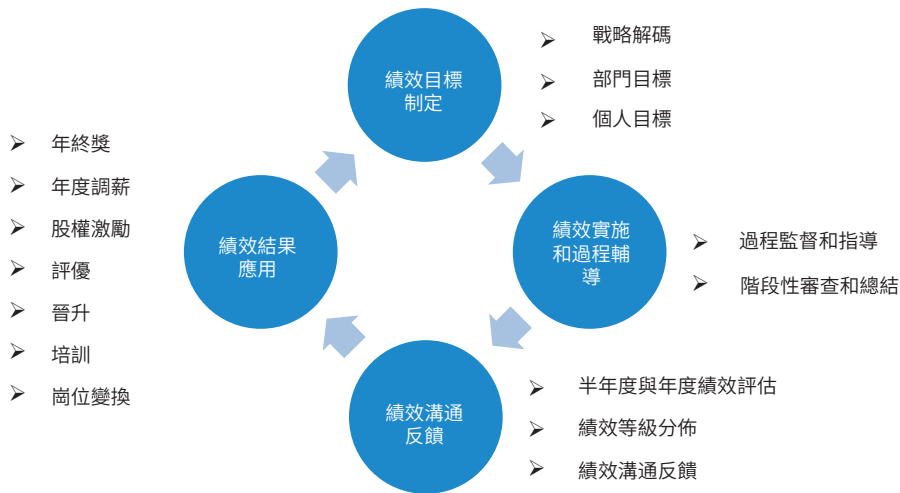 績效目標
制定
戰略解碼
部門目標
個人目標
績效實施
和過程輔
導
過程監督和指導
階段性審查和總結
績效溝通
反饋
半年度與年度績效評估
績效等級分佈
績效溝通反饋
績效結果
應用
年終獎
年度調薪
股權激勵
評優
晉升
培訓
崗位變換